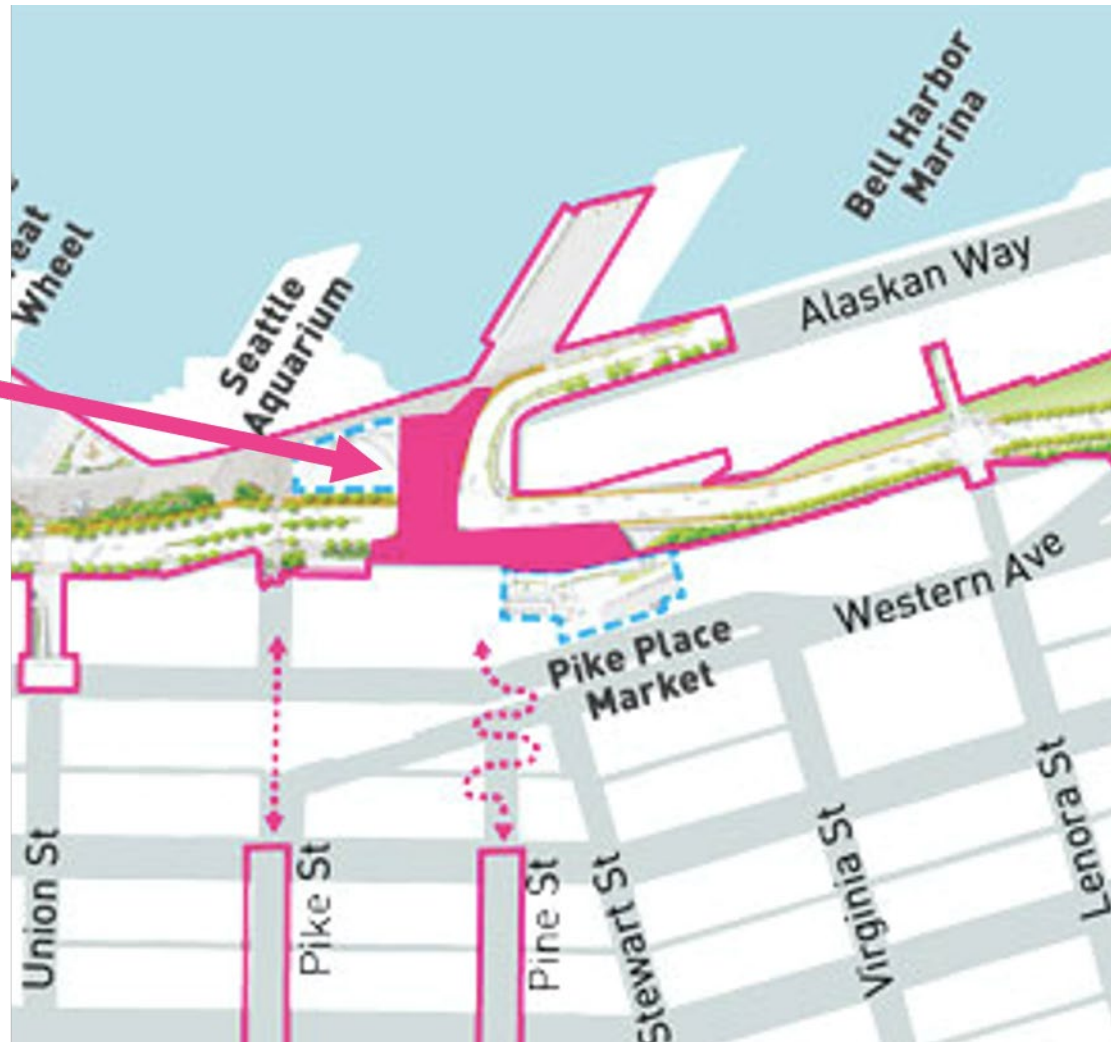 eat
Wheel
Seattle
Aquarium
Bell Harbor
Marina
Alaskan Way
Western Ave
Pike Place
Market
Union St
Pike St
Pine St
Stewart St
Virginia St
Lenora St